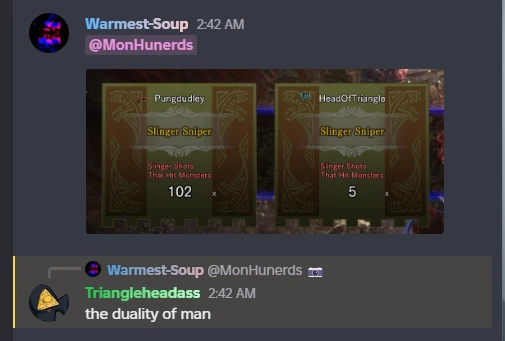 Warmest-Soup 2:42 AM
@MonHunerds
Pungdudley
Slinger Sniper
Slinger Shots
That Hit Monsters
102 x
HeadOfTriangle
Slinger Sniper
Slinger Shots
That Hit Monsters
5 x
Warmest-Soup @MonHunerds
Triangleheadass 2:42 AM
the duality of man